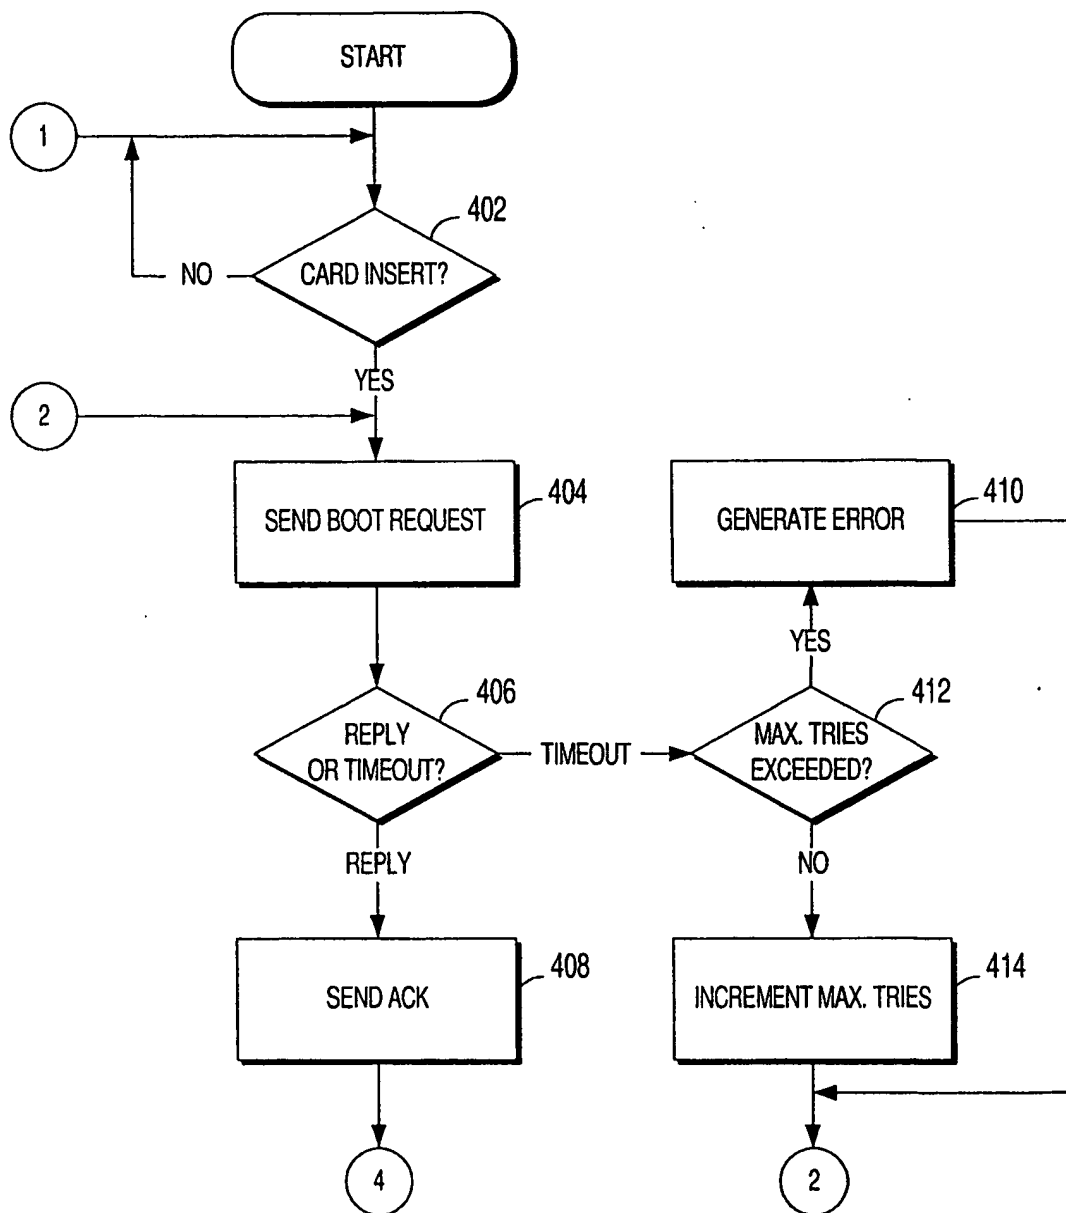 START
1
402
CARD INSERT?
NO
YES
2
404
SEND BOOT REQUEST
410
GENERATE ERROR
YES
406
REPLY
OR TIMEOUT?
TIMEOUT
412
MAX. TRIES
EXCEEDED?
REPLY
NO
408
SEND ACK
414
INCREMENT MAX. TRIES
4
2